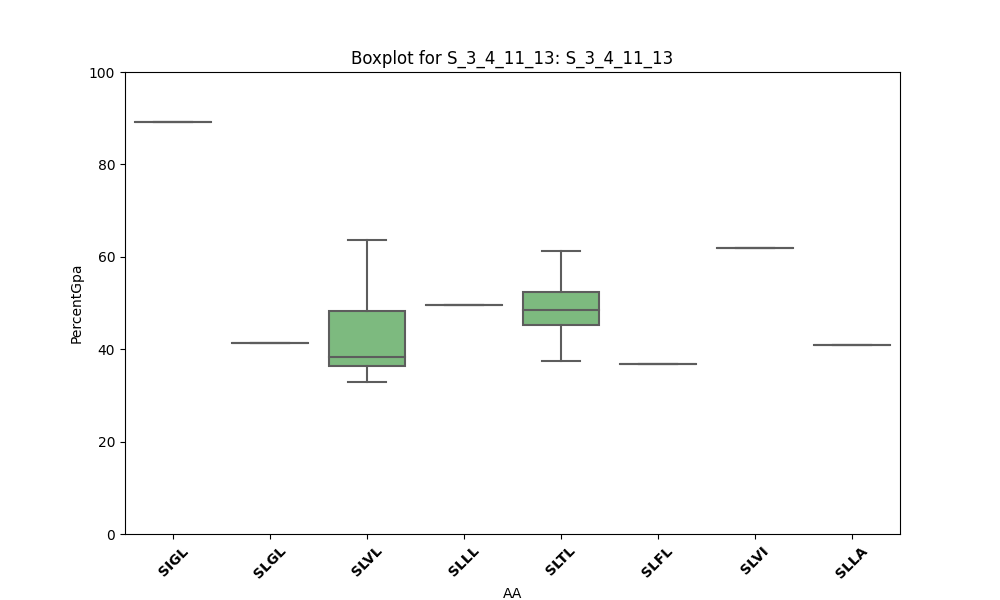 Boxplot for S_3_4_11_13: S_3_4_11_13
100
80
60
40
20
0
PercentGpa
SIGL
SLGL
SLVL
SLLL
SLTL
SLFL
SLVI
SLLA
AA